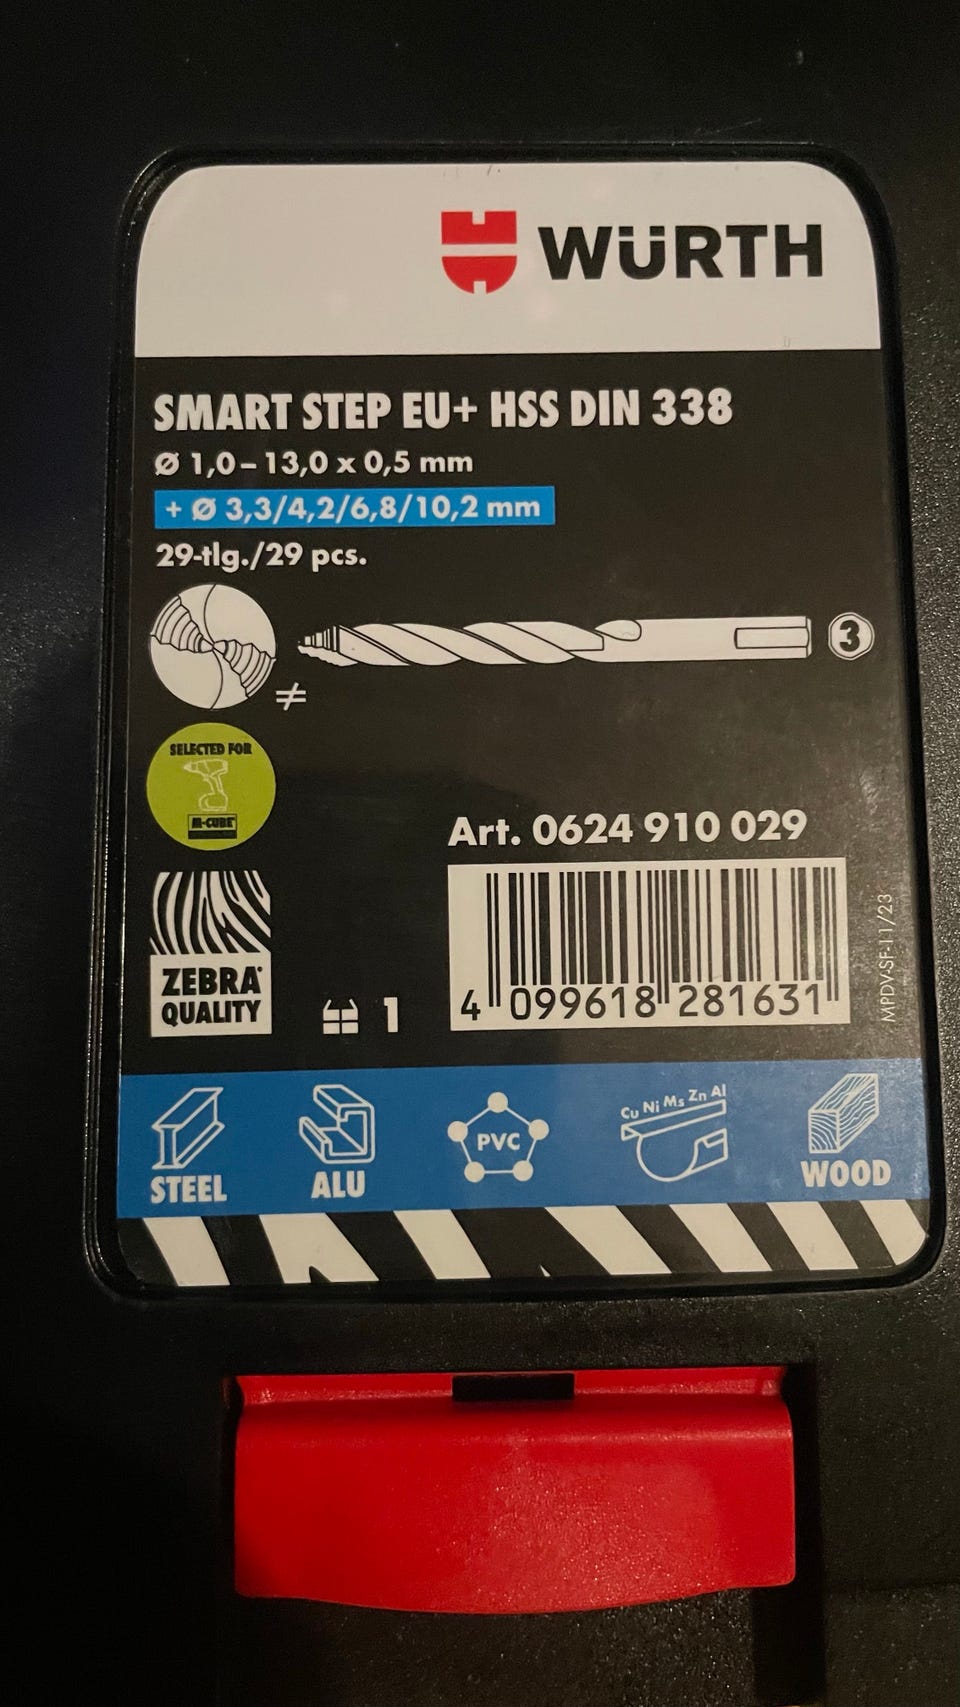 WÜRTH
SMART STEP EU+ HSS DIN 338
Ø 1,0–13,0 x 0,5 mm
+ Ø 3,3/4,2/6,8/10,2 mm
29-tlg./29 pcs.
3
≠
SELECTED FOR
M-CUBE
Art. 0624 910 029
ZEBRA
QUALITY
1
4 099618 281631
MPDV-SF-11/23
Cu Ni Ms Zn Al
PVC
STEEL
ALU
WOOD